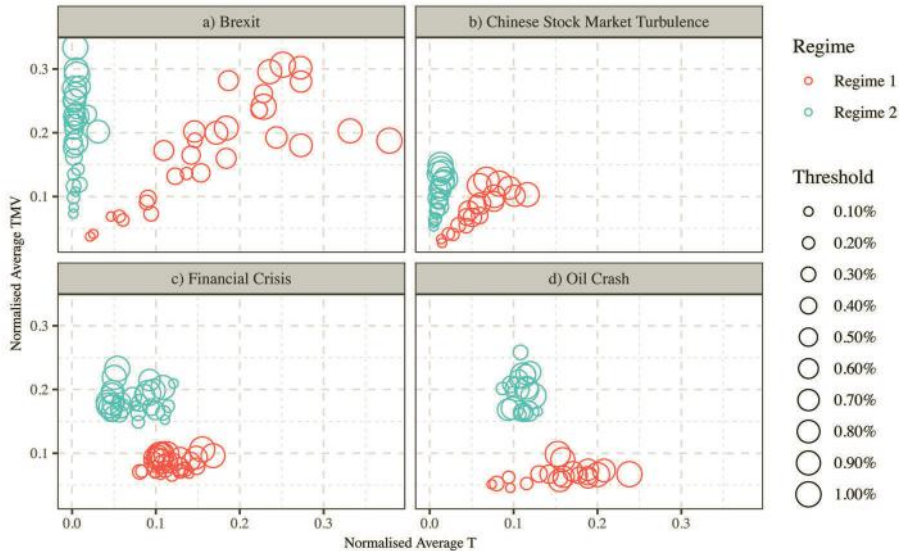 a) Brexit
b) Chinese Stock Market Turbulence
0.3
0.2
0.1
c) Financial Crisis
d) Oil Crash
0.3
0.2
0.1
0.0
0.1
0.2
0.3
0.0
0.1
0.2
0.3
Normalised Average TMV
Normalised Average T
Regime
Regime 1
Regime 2
Threshold
0.10%
0.20%
0.30%
0.40%
0.50%
0.60%
0.70%
0.80%
0.90%
1.00%